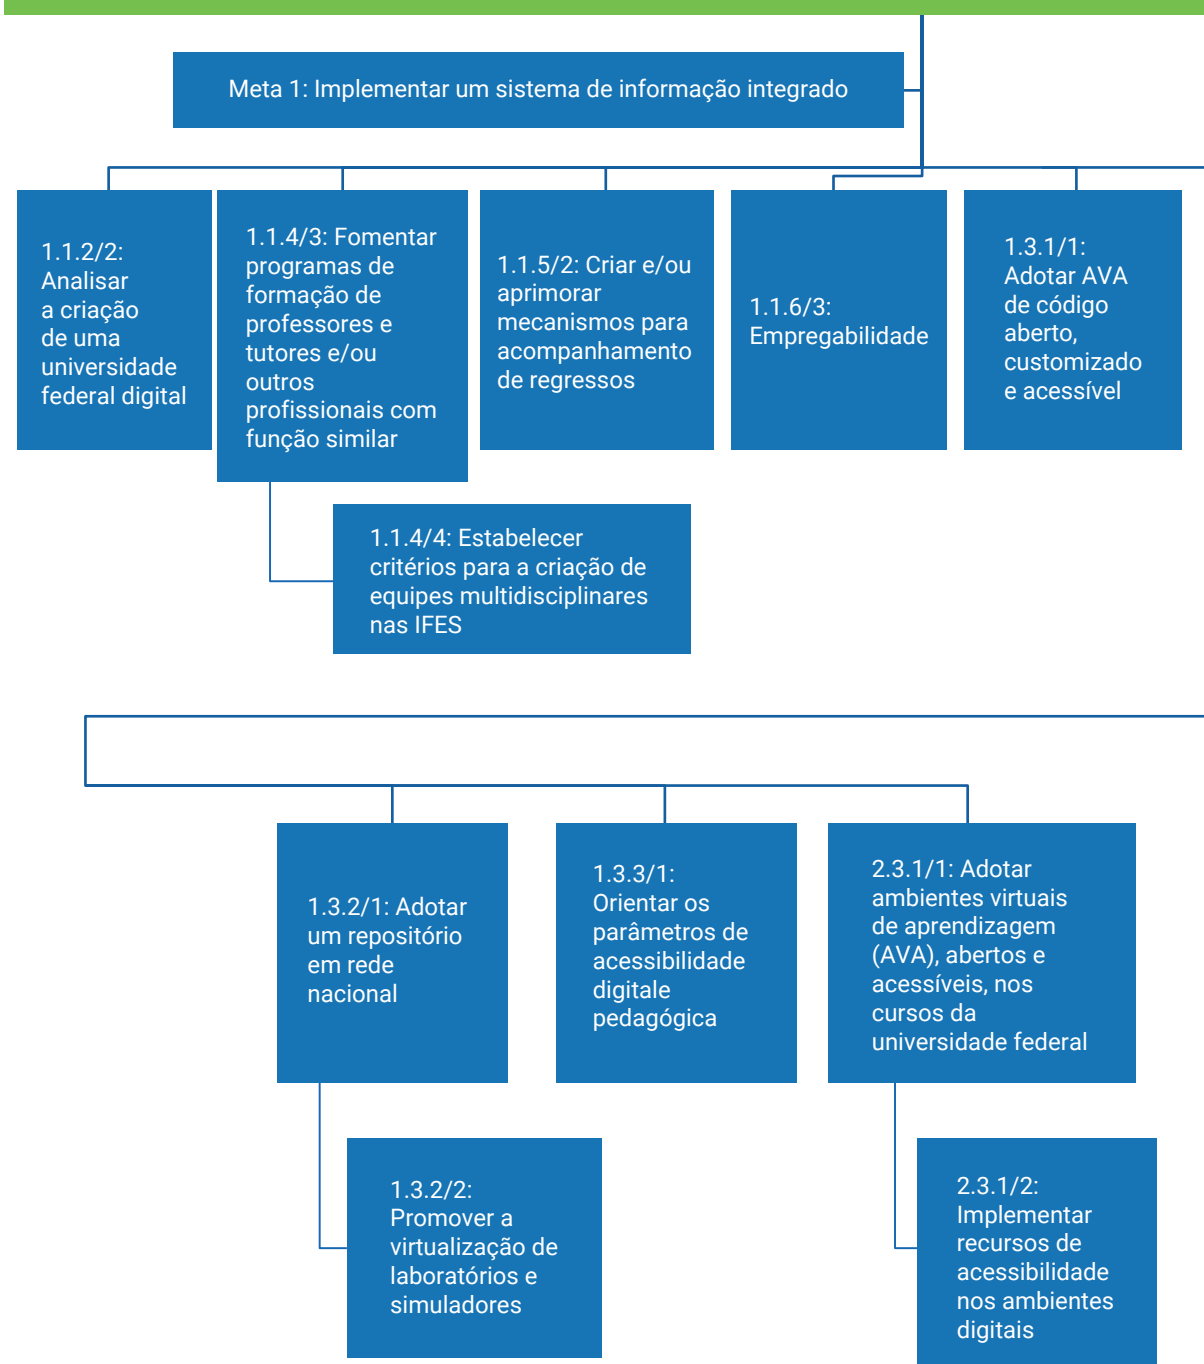 Meta 1: Implementar um sistema de informação integrado
1.1.2/2:
Analisar
a criação
de uma
universidade
federal digital
1.1.4/3: Fomentar
programas de
formação de
professores e
tutores e/ou
outros
profissionais com
função similar
1.1.5/2: Criar e/ou
aprimorar
mecanismos para
acompanhamento
de regressos
1.1.6/3:
Empregabilidade
1.3.1/1:
Adotar AVA
de código
aberto,
customizado
e acessível
1.1.4/4: Estabelecer
critérios para a criação de
equipes multidisciplinares
nas IFES
1.3.2/1: Adotar
um repositório
em rede
nacional
1.3.3/1:
Orientar os
parâmetros de
acessibilidade
digitale
pedagógica
2.3.1/1: Adotar
ambientes virtuais
de aprendizagem
(AVA), abertos e
acessíveis, nos
cursos da
universidade federal
1.3.2/2:
Promover a
virtualização de
laboratórios e
simuladores
2.3.1/2:
Implementar
recursos de
acessibilidade
nos ambientes
digitais